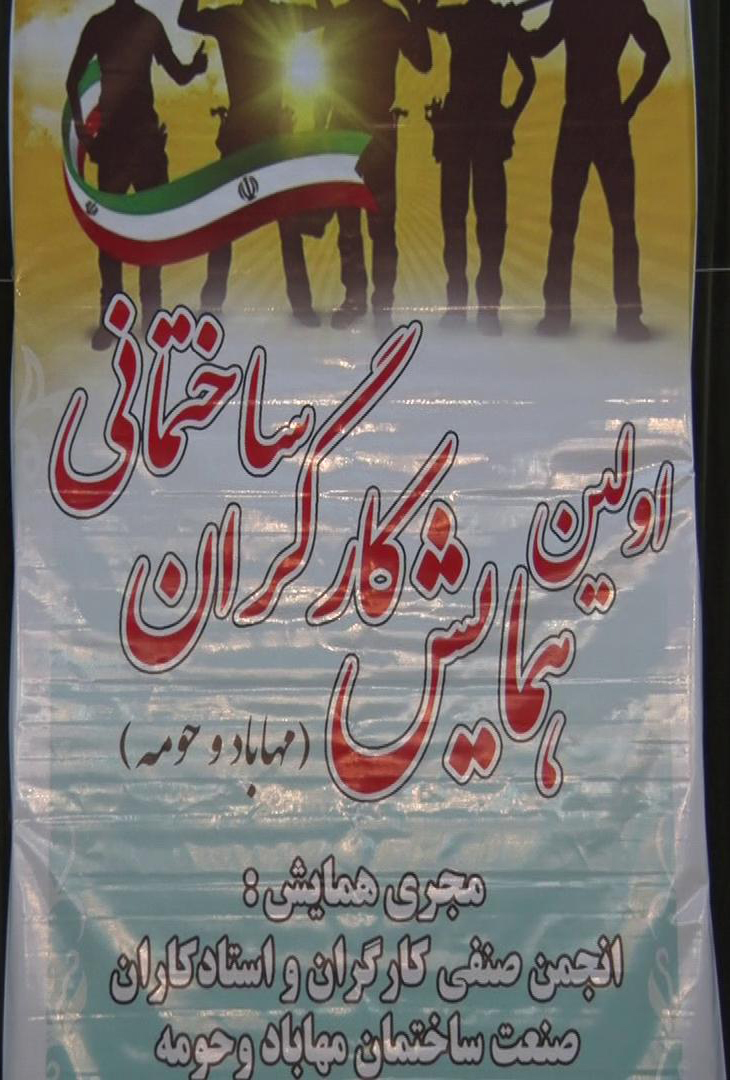 اولین
همایش کارگران ساختمانی
(مهاباد و حومه)
مجری همایش :
انجمن صنفی کارگران و استادکاران
صنعت ساختمان مهاباد وحومه